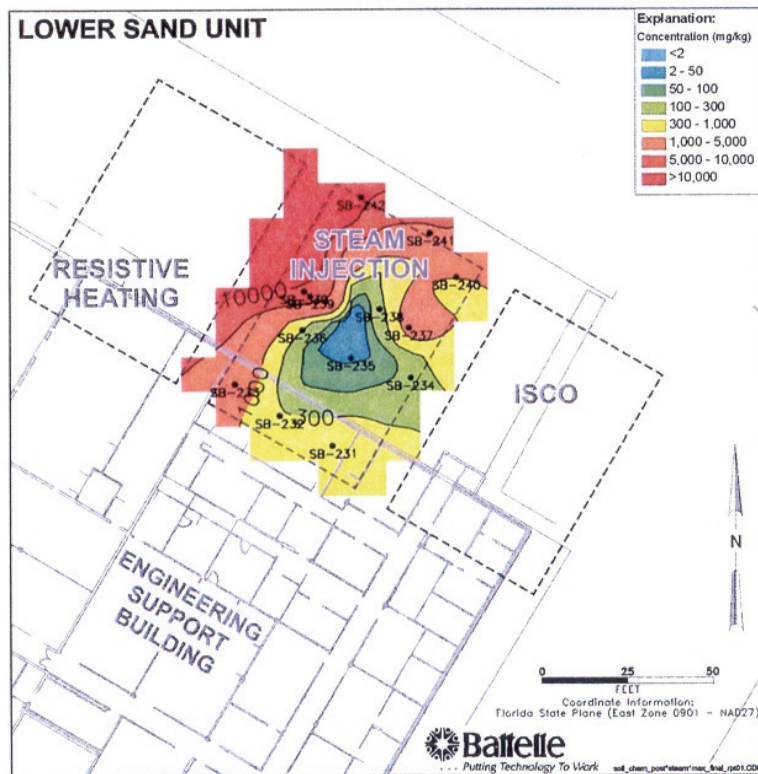 LOWER SAND UNIT
Explanation:
Concentration (mg/kg)
<2
2 - 50
50 - 100
100 - 300
300 - 1,000
1,000 - 5,000
5,000 - 10,000
>10,000
SB-242
STEAM
INJECTION
SB-241
RESISTIVE
HEATING
SB-240
10000
SB-239
SB-238
SB-237
SB-236
SB-235
ISCO
SB-234
SB-232
300
SB-231
N
ENGINEERING
SUPPORT
BUILDING
0 25 50
FEET
Coordinate Information:
Florida State Plane (East Zone 0901 - NAD27)
Battelle
... Putting Technology To Work